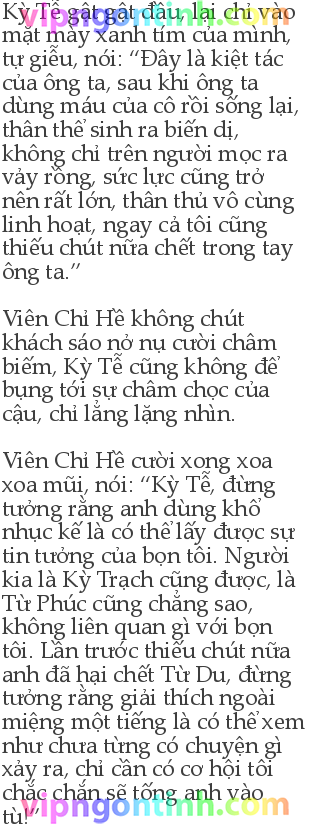 Kỳ Tễ gật gật đầu, lại chỉ vào
mặt mày xanh tím của mình,
tự giễu, nói: “Đây là kiệt tác
của ông ta, sau khi ông ta
dùng máu của cô rồi sống lại,
thân thể sinh ra biến dị,
không chỉ trên người mọc ra
vảy rồng, sức lực cũng trở
nên rất lớn, thân thủ vô cùng
linh hoạt, ngay cả tôi cũng
thiếu chút nữa chết trong tay
ông ta.”
Viên Chỉ Hề không chút
khách sáo nở nụ cười châm
biếm, Kỳ Tễ cũng không để
bụng tới sự châm chọc của
cậu, chỉ lẳng lặng nhìn.
Viên Chỉ Hề cười xong xoa
xoa mũi, nói: “Kỳ Tễ, đừng
tưởng rằng anh dùng khổ
nhục kế là có thể lấy được sự
tin tưởng của bọn tôi. Người
kia là Kỳ Trạch cũng được, là
Từ Phúc cũng chẳng sao,
không liên quan gì với bọn
tôi. Lần trước thiếu chút nữa
anh đã hại chết Từ Du, đừng
tưởng rằng giải thích ngoài
miệng một tiếng là có thể xem
như chưa từng có chuyện gì
xảy ra, chỉ cần có cơ hội tôi
chắc chắn sẽ tống anh vào
tù!”
vipngontinh.com
vipngontinh.com